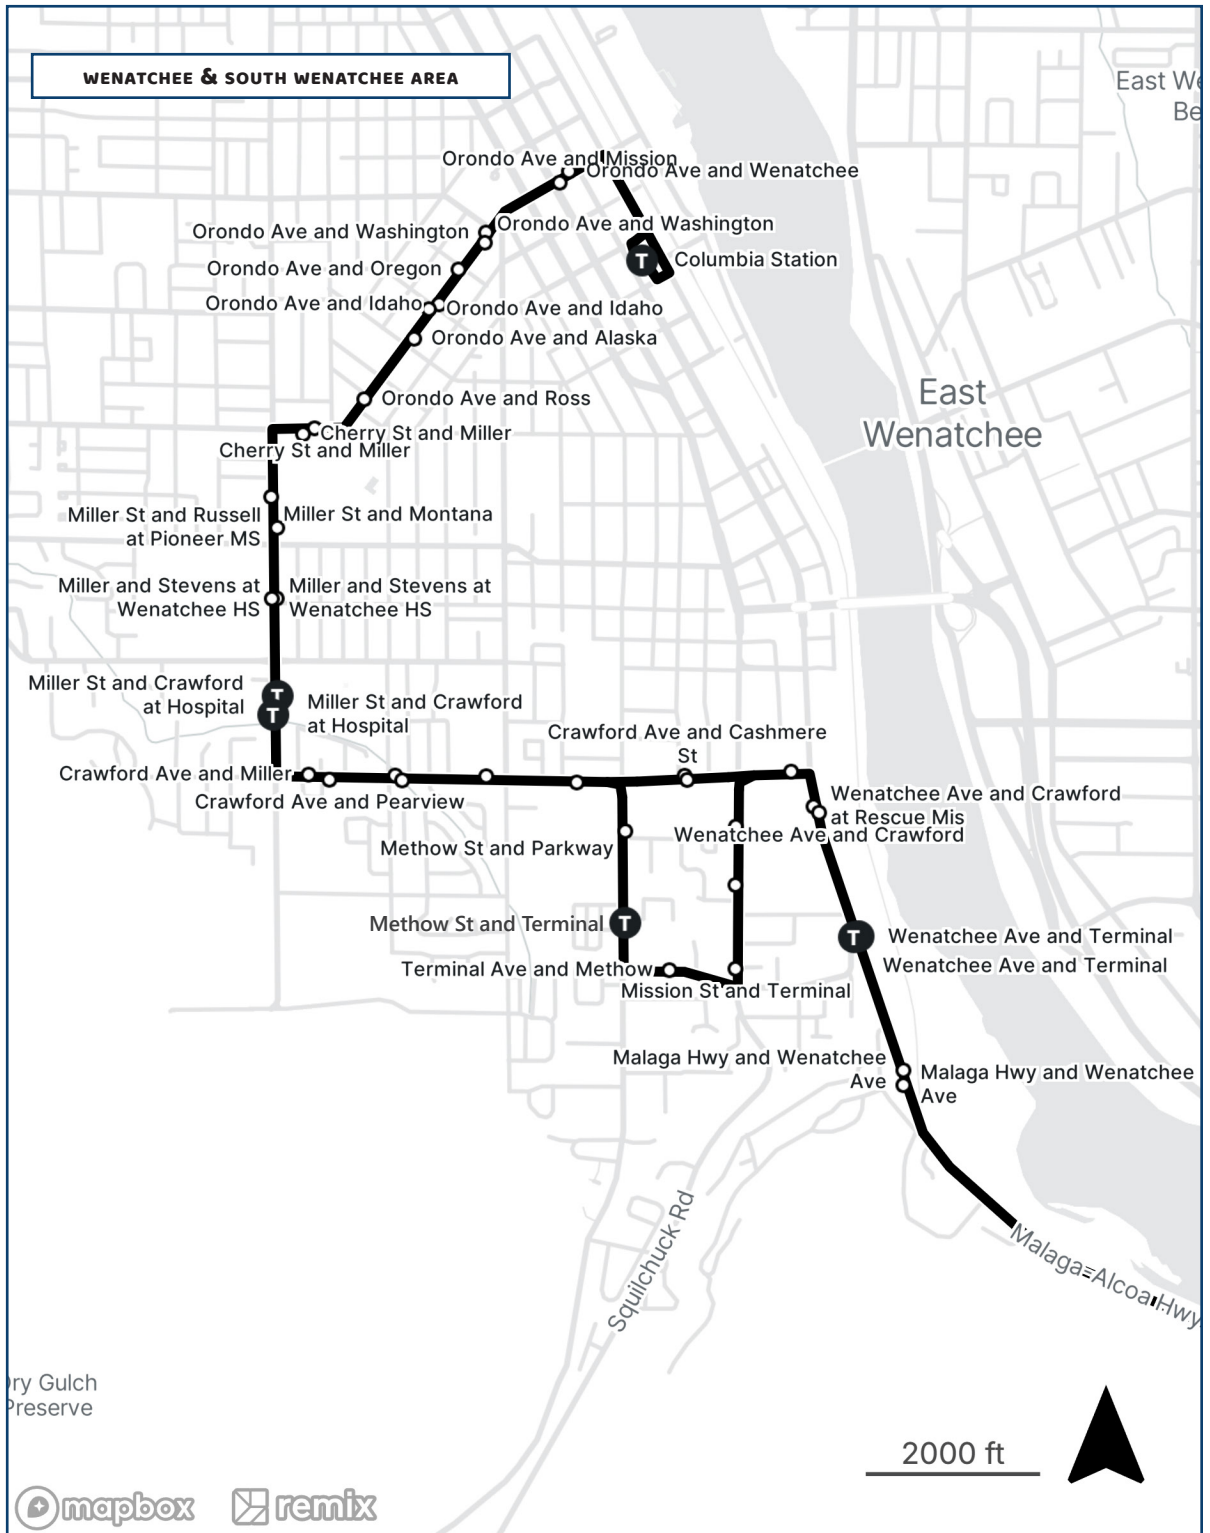 WENATCHEE & SOUTH WENATCHEE AREA
East We
Be
Orondo Ave and Mission
Orondo Ave and Wenatchee
Orondo Ave and Washington
Orondo Ave and Washington
Columbia Station
Orondo Ave and Oregon
Orondo Ave and Idaho
Orondo Ave and Idaho
Orondo Ave and Alaska
Orondo Ave and Ross
East
Wenatchee
Cherry St and Miller
Cherry St and Miller
Miller St and Russell
at Pioneer MS
Miller St and Montana
Miller and Stevens at
Wenatchee HS
Miller and Stevens at
Wenatchee HS
Miller St and Crawford
at Hospital
Miller St and Crawford
at Hospital
T
T
T
Crawford Ave and Cashmere
St
Crawford Ave and Miller
Crawford Ave and Pearview
Wenatchee Ave and Crawford
at Rescue Mis
Wenatchee Ave and Crawford
Methow St and Parkway
Methow St and Terminal
T
T
Wenatchee Ave and Terminal
Wenatchee Ave and Terminal
Terminal Ave and Methow
Mission St and Terminal
Malaga Hwy and Wenatchee
Ave
Malaga Hwy and Wenatchee
Ave
Squilchuck Rd
Malaga-Alcoa Hwy
Dry Gulch
Preserve
2000 ft
mapbox
remix